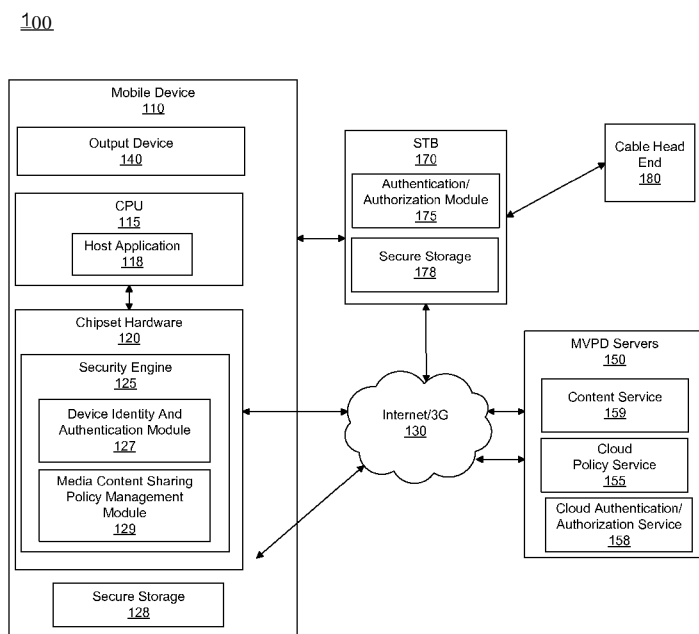 100
Mobile Device
110
Output Device
140
CPU
115
Host Application
118
Chipset Hardware
120
Security Engine
125
Device Identity And
Authentication Module
127
Media Content Sharing
Policy Management
Module
129
Secure Storage
128
STB
170
Authentication/
Authorization Module
175
Secure Storage
178
Cable Head
End
180
Internet/3G
130
MVPD Servers
150
Content Service
159
Cloud
Policy Service
155
Cloud Authentication/
Authorization Service
158